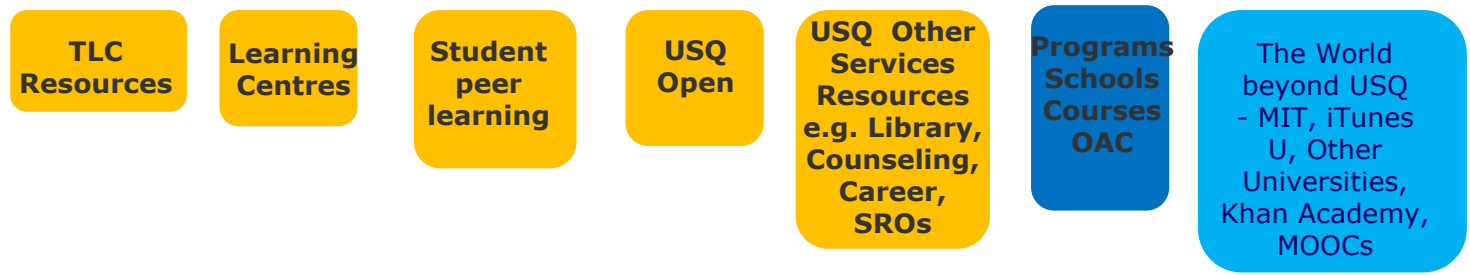 TLC
Resources
Learning
Centres
Student
peer
learning
USQ
Open
USQ Other
Services
Resources
e.g. Library,
Counseling,
Career,
SROs
Programs
Schools
Courses
OAC
The World
beyond USQ
- MIT, iTunes
U, Other
Universities,
Khan Academy,
MOOCs